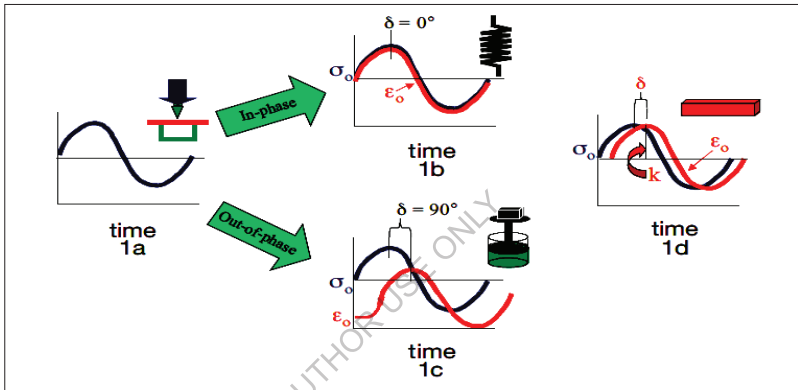 time
1a
In-phase
Out-of-phase
δ = 0°
σₒ
εₒ
time
1b
δ = 90°
σₒ
εₒ
time
1c
δ
σₒ
εₒ
k
time
1d
AUTHOR USE ONLY